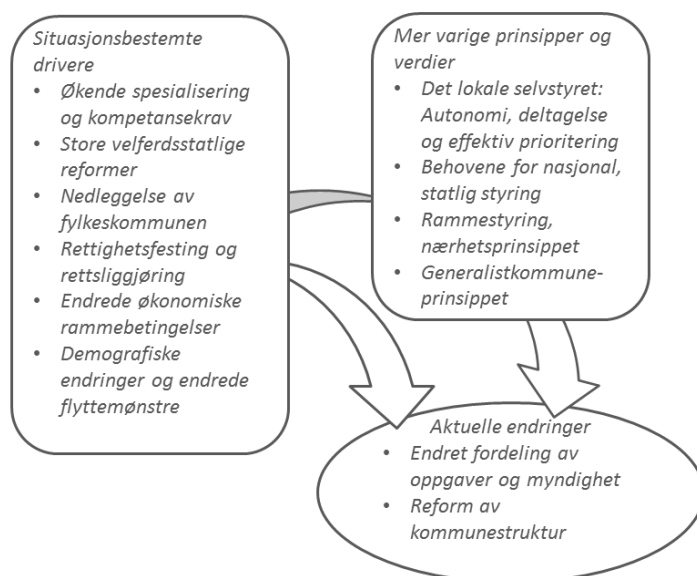 Situasjonsbestemte
drivere
• Økende spesialisering
og kompetansekrav
• Store velferdsstatlige
reformer
• Nedleggelse av
fylkeskommunen
• Rettighetsfesting og
rettsliggjøring
• Endrede økonomiske
rammebetingelser
• Demografiske
endringer og endrede
flyttemønstre
Mer varige prinsipper og
verdier
• Det lokale selvstyret:
Autonomi, deltagelse
og effektiv prioritering
• Behovene for nasjonal,
statlig styring
• Rammestyring,
nærhetsprinsippet
• Generalistkommune-
prinsippet
Aktuelle endringer
• Endret fordeling av
oppgaver og myndighet
• Reform av
kommunestruktur